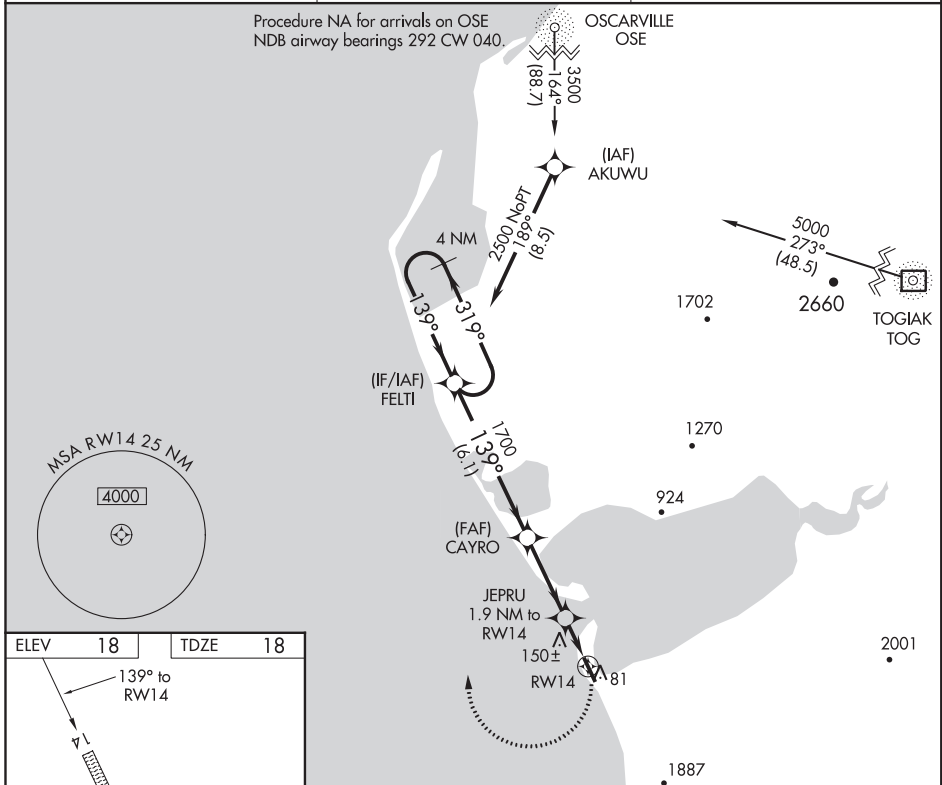 Procedure NA for arrivals on OSE
NDB airway bearings 292 CW 040.
OSCARVILLE
OSE
3500
164°
(88.7)
(IAF)
AKUWU
2500 NoPT
189°
(8.5)
4 NM
5000
273°
(48.5)
2660
TOGIAK
TOG
1702
139°
319°
(IF/IAF)
FELTI
1700
139°
(6.1)
1270
MSA RW14 25 NM
4000
924
(FAF)
CAYRO
JEPRU
1.9 NM to
RW14
150±
RW14
81
2001
ELEV 18
TDZE 18
139° to
RW14
14
1887